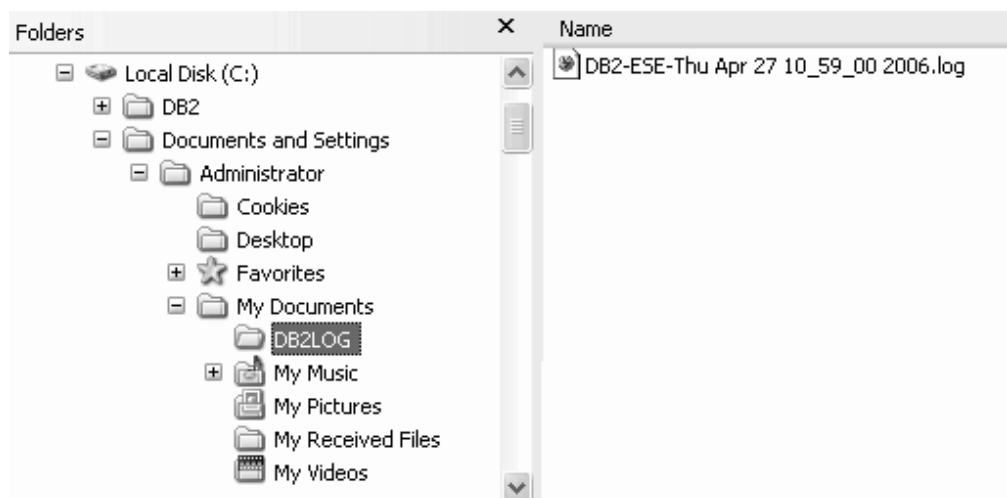 Folders
Local Disk (C:)
DB2
Documents and Settings
Administrator
Cookies
Desktop
Favorites
My Documents
DB2LOG
My Music
My Pictures
My Received Files
My Videos
Name
DB2-ESE-Thu Apr 27 10_59_00 2006.log